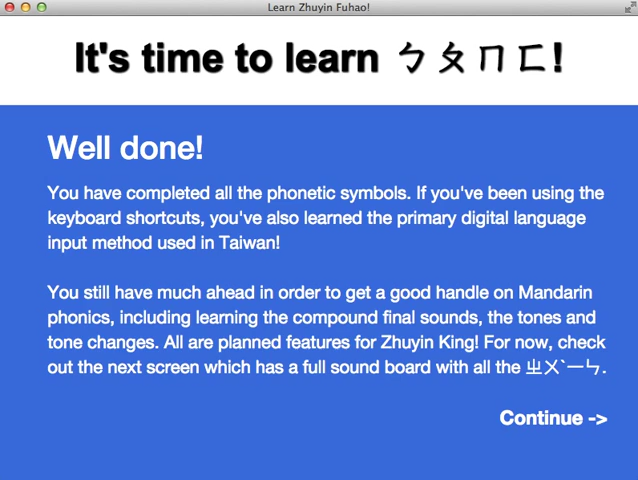 Learn Zhuyin Fuhao!
It's time to learn ㄅㄆㄇㄈ!
Well done!
You have completed all the phonetic symbols. If you've been using the
keyboard shortcuts, you've also learned the primary digital language
input method used in Taiwan!
You still have much ahead in order to get a good handle on Mandarin
phonics, including learning the compound final sounds, the tones and
tone changes. All are planned features for Zhuyin King! For now, check
out the next screen which has a full sound board with all the ㄓㄨˋㄧㄣ.
Continue ->